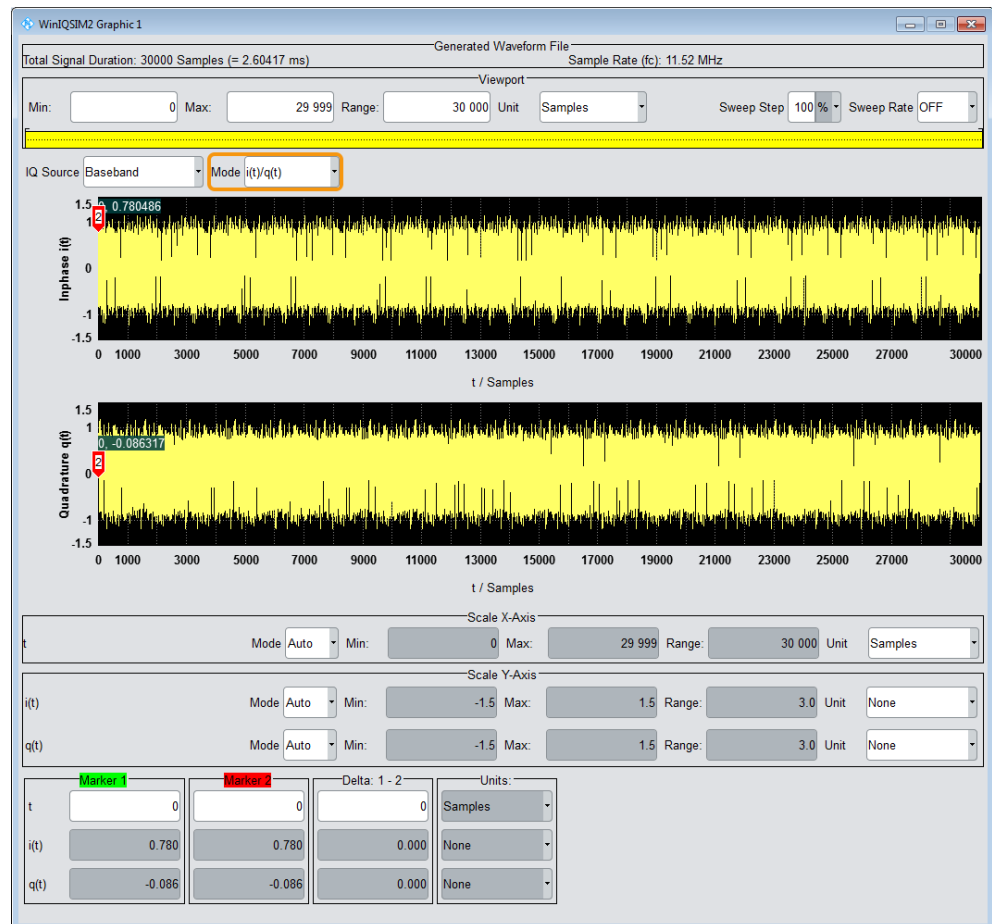 WinIQSIM2 Graphic 1
Generated Waveform File
Total Signal Duration: 30000 Samples (= 2.60417 ms) Sample Rate (fc): 11.52 MHz
Viewport
Min: 0 Max: 29 999 Range: 30 000 Unit Samples Sweep Step 100 % Sweep Rate OFF
IQ Source Baseband Mode i(t)/q(t)
0, 0.780486
2
Inphase i(t)
1.5
1
0
-1
-1.5
0 1000 3000 5000 7000 9000 11000 13000 15000 17000 19000 21000 23000 25000 27000 30000
t / Samples
0, -0.086317
2
Quadrature q(t)
1.5
1
0
-1
-1.5
0 1000 3000 5000 7000 9000 11000 13000 15000 17000 19000 21000 23000 25000 27000 30000
t / Samples
Scale X-Axis
t Mode Auto Min: 0 Max: 29 999 Range: 30 000 Unit Samples
Scale Y-Axis
i(t) Mode Auto Min: -1.5 Max: 1.5 Range: 3.0 Unit None
q(t) Mode Auto Min: -1.5 Max: 1.5 Range: 3.0 Unit None
Marker 1 Marker 2 Delta: 1 - 2 Units:
t 0 0 0 Samples
i(t) 0.780 0.780 0.000 None
q(t) -0.086 -0.086 0.000 None